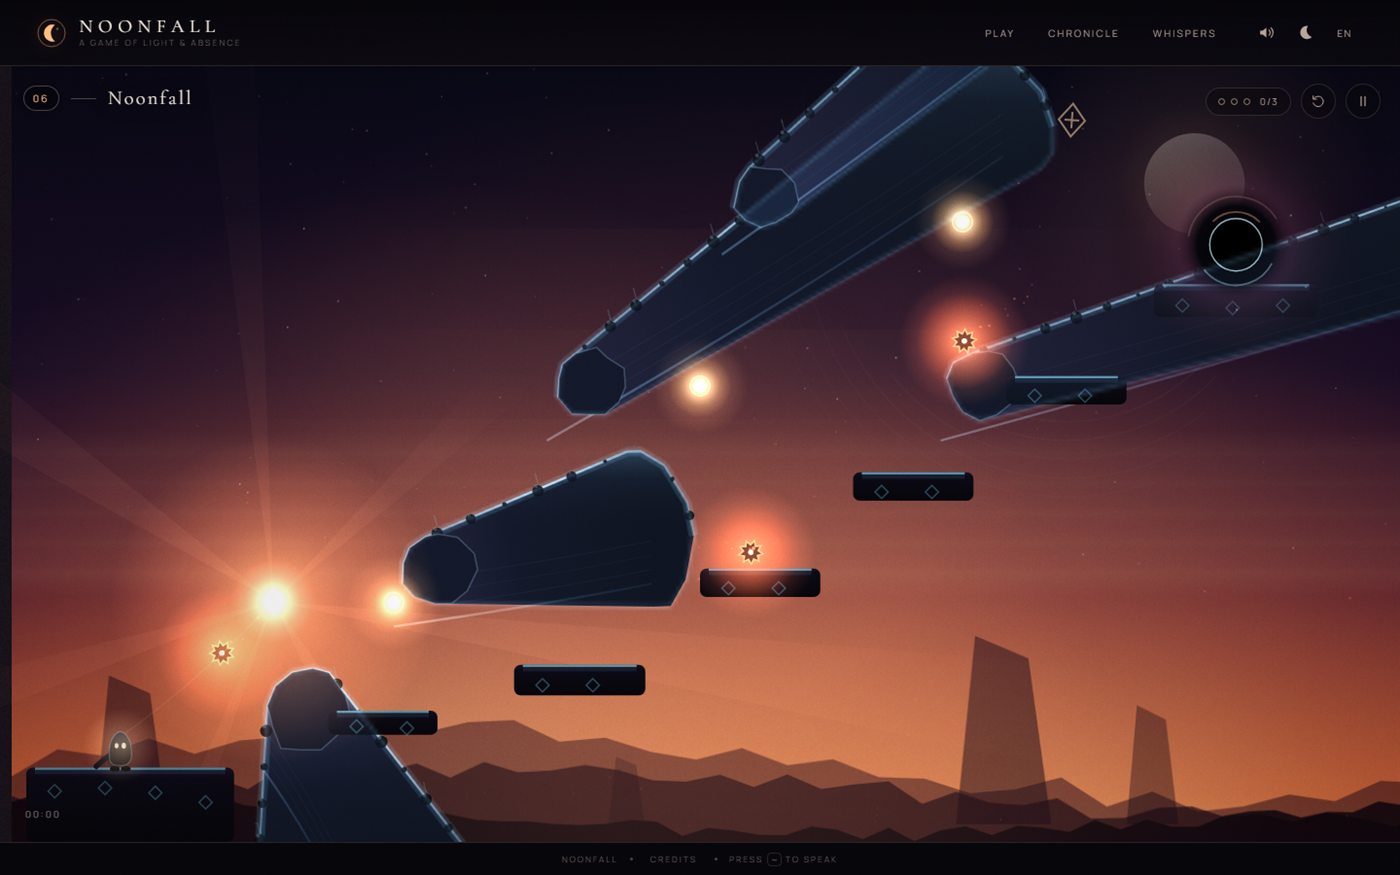 NOONFALL
A GAME OF LIGHT & ABSENCE
PLAY CHRONICLE WHISPERS EN
06 Noonfall
0/3
00:00
NOONFALL • CREDITS • PRESS ~ TO SPEAK